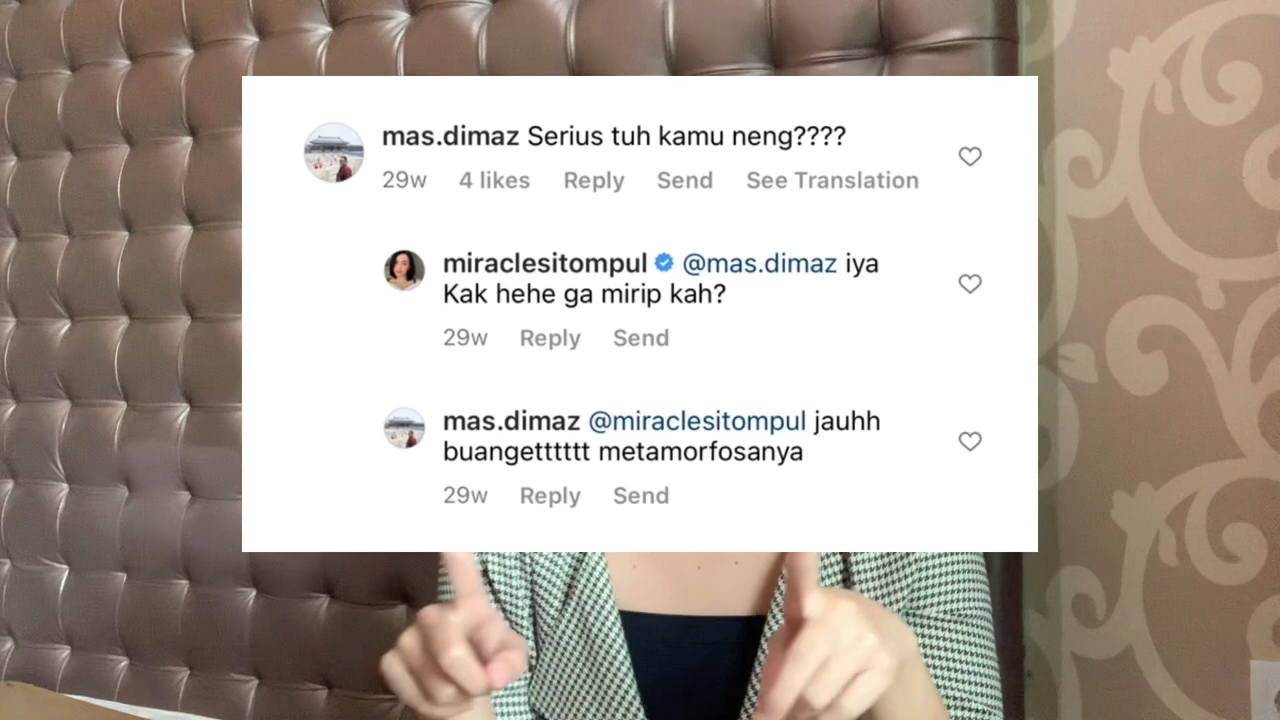 mas.dimaz Serius tuh kamu neng????
29w 4 likes Reply Send See Translation
miraclesitompul @mas.dimaz iya
Kak hehe ga mirip kah?
29w Reply Send
mas.dimaz @miraclesitompul jauhh
buangetttttt metamorfosanya
29w Reply Send